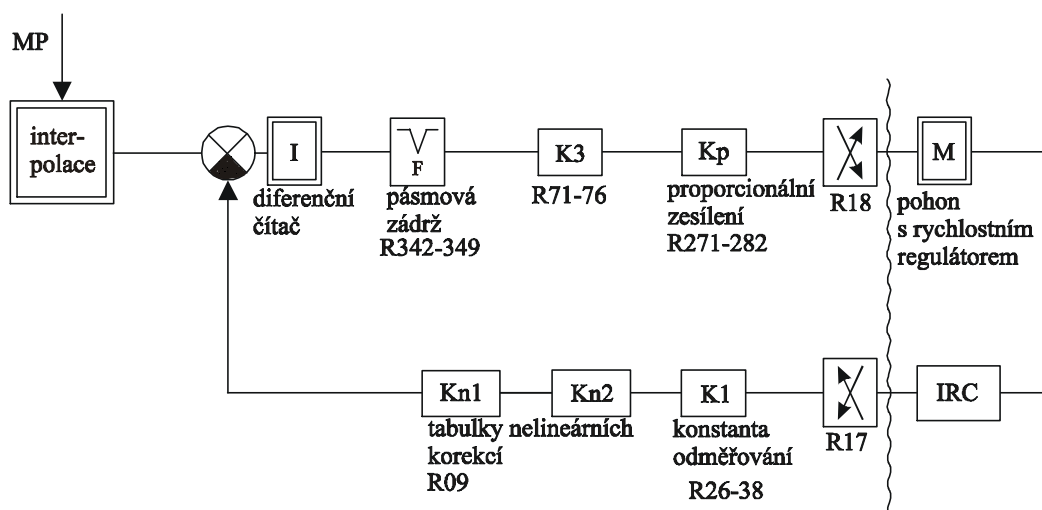 MP
inter-
polace
I
diferenční
čítač
F
pásmová
zádrž
R342-349
K3
R71-76
Kp
proporcionální
zesílení
R271-282
R18
M
pohon
s rychlostním
regulátorem
Kn1
Kn2
tabulky nelineárních
korekcí
R09
K1
konstanta
odměřování
R26-38
R17
IRC